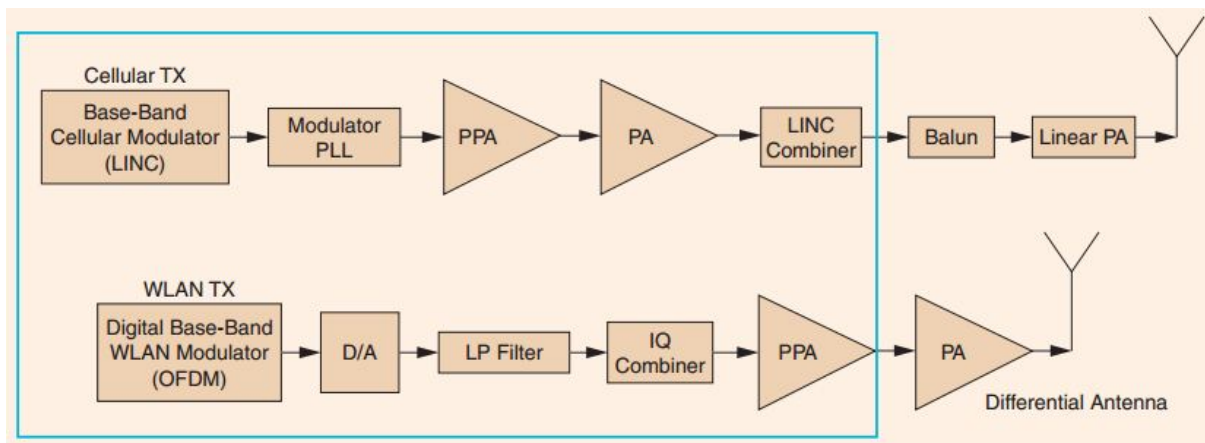 Cellular TX
Base-Band
Cellular Modulator
(LINC)
Modulator
PLL
PPA
PA
LINC
Combiner
Balun
Linear PA
WLAN TX
Digital Base-Band
WLAN Modulator
(OFDM)
D/A
LP Filter
IQ
Combiner
PPA
PA
Differential Antenna